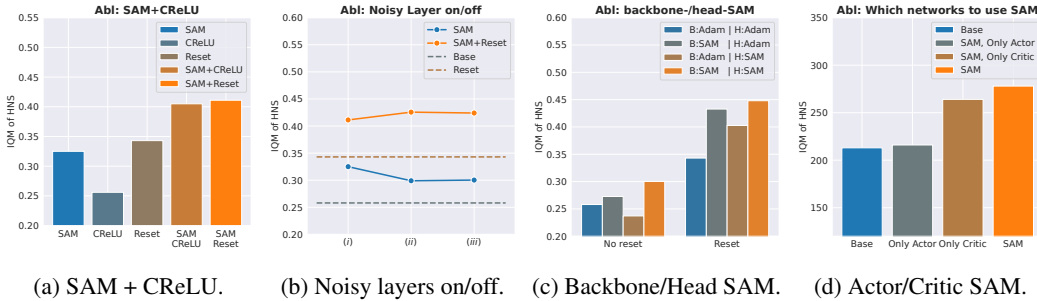 Abl: SAM+CReLU
IQM of HNS
0.55
0.50
0.45
0.40
0.35
0.30
0.25
0.20
SAM
CReLU
Reset
SAM+CReLU
SAM+Reset
SAM
CReLU
Reset
SAM
CReLU
SAM
Reset
(a) SAM + CReLU.
Abl: Noisy Layer on/off
IQM of HNS
0.60
0.55
0.50
0.45
0.40
0.35
0.30
0.25
0.20
SAM
SAM+Reset
Base
Reset
(i)
(ii)
(iii)
(b) Noisy layers on/off.
Abl: backbone-/head-SAM
IQM of HNS
0.60
0.55
0.50
0.45
0.40
0.35
0.30
0.25
0.20
B:Adam | H:Adam
B:SAM | H:Adam
B:Adam | H:SAM
B:SAM | H:SAM
No reset
Reset
(c) Backbone/Head SAM.
Abl: Which networks to use SAM
IQM of HNS
350
300
250
200
150
Base
SAM, Only Actor
SAM, Only Critic
SAM
Base
Only Actor
Only Critic
SAM
(d) Actor/Critic SAM.